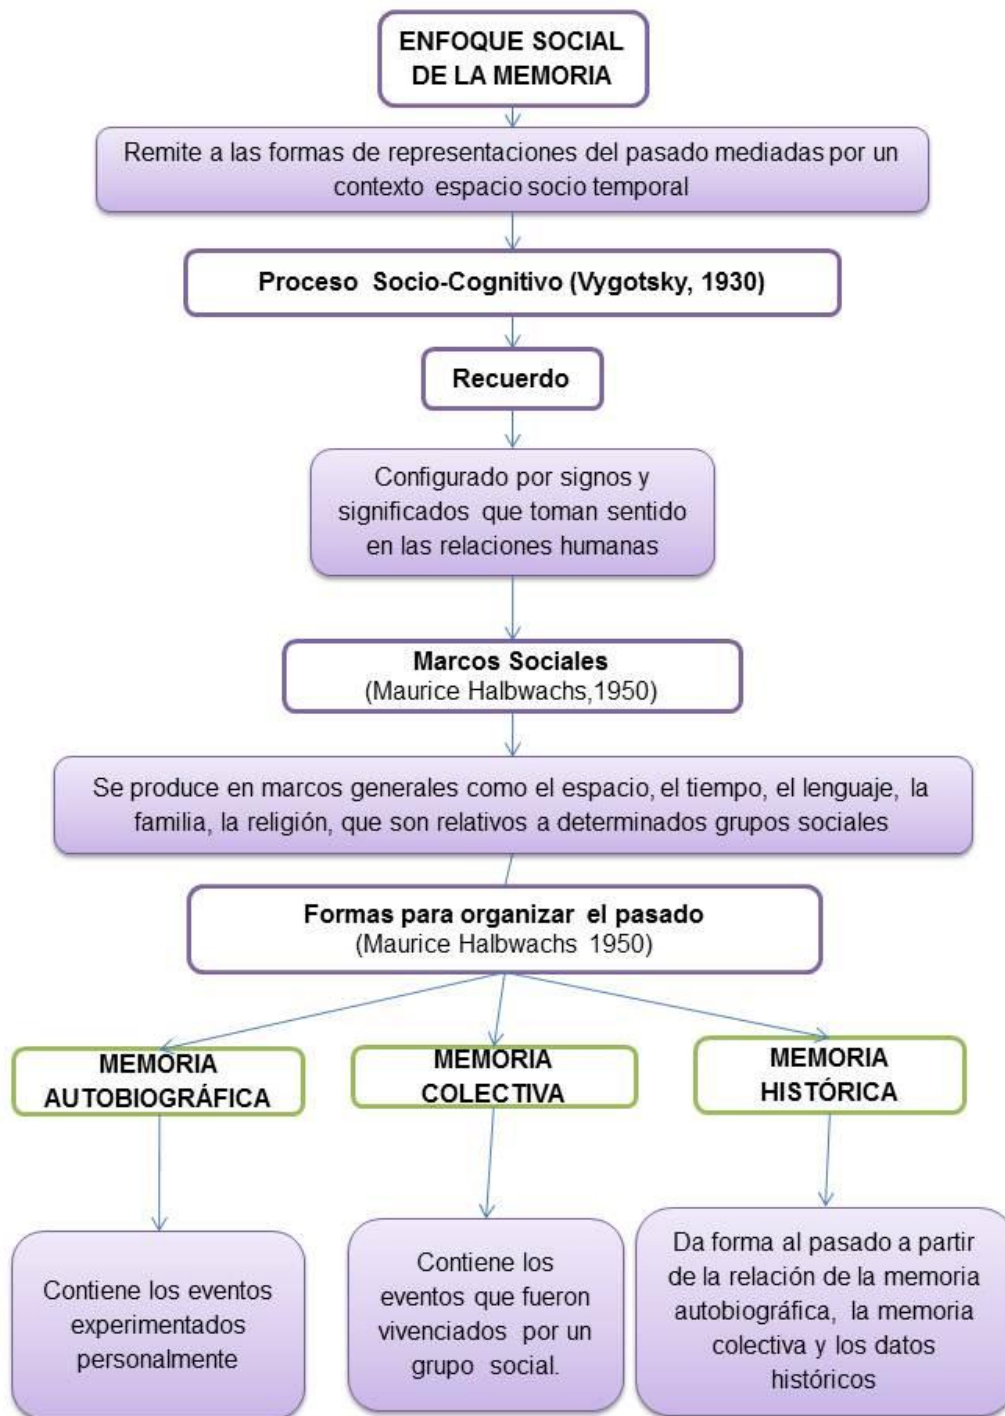 ENFOQUE SOCIAL
DE LA MEMORIA
Remite a las formas de representaciones del pasado mediadas por un
contexto espacio socio temporal
Proceso Socio-Cognitivo (Vygotsky, 1930)
Recuerdo
Configurado por signos y
significados que toman sentido
en las relaciones humanas
Marcos Sociales
(Maurice Halbwachs,1950)
Se produce en marcos generales como el espacio, el tiempo, el lenguaje, la
familia, la religión, que son relativos a determinados grupos sociales
Formas para organizar el pasado
(Maurice Halbwachs 1950)
MEMORIA
AUTOBIOGRÁFICA
MEMORIA
COLECTIVA
MEMORIA
HISTÓRICA
Contiene los eventos
experimentados
personalmente
Contiene los
eventos que fueron
vivenciados por un
grupo social.
Da forma al pasado a partir
de la relación de la memoria
autobiográfica, la memoria
colectiva y los datos
históricos